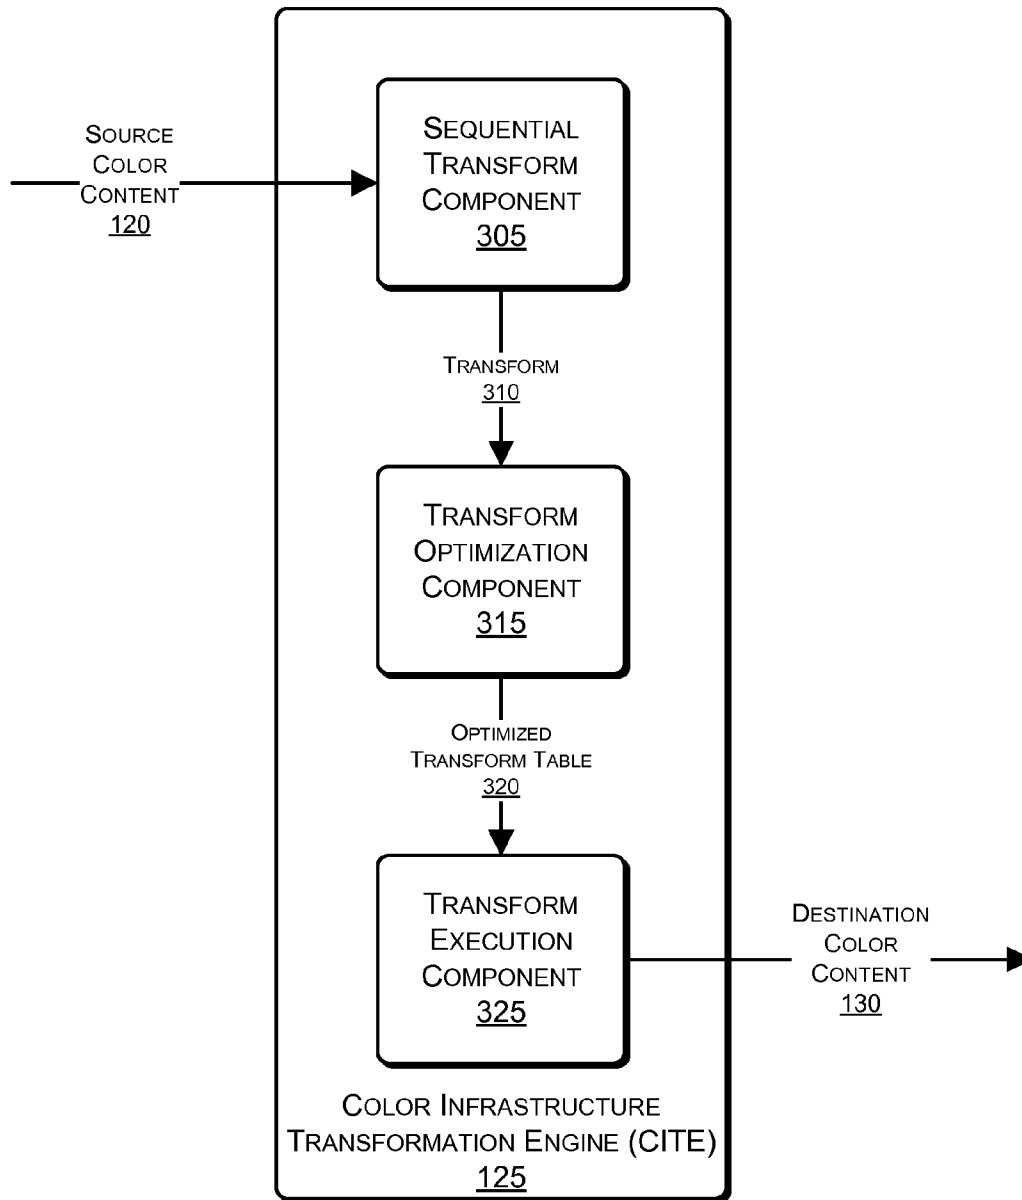 SOURCE
COLOR
CONTENT
120
SEQUENTIAL
TRANSFORM
COMPONENT
305
TRANSFORM
310
TRANSFORM
OPTIMIZATION
COMPONENT
315
OPTIMIZED
TRANSFORM TABLE
320
TRANSFORM
EXECUTION
COMPONENT
325
DESTINATION
COLOR
CONTENT
130
COLOR INFRASTRUCTURE
TRANSFORMATION ENGINE (CITE)
125